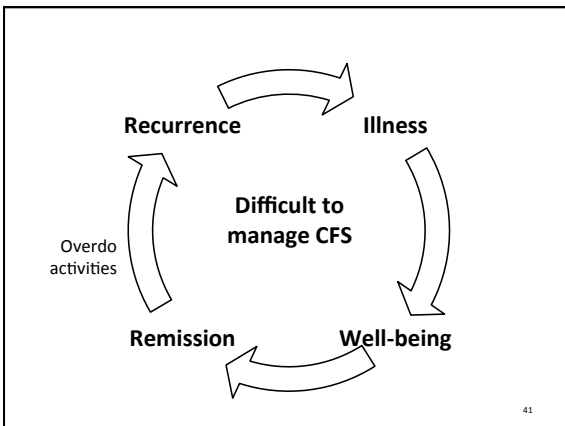 Recurrence
Illness
Difficult to
manage CFS
Overdo
activities
Remission
Well-being
41